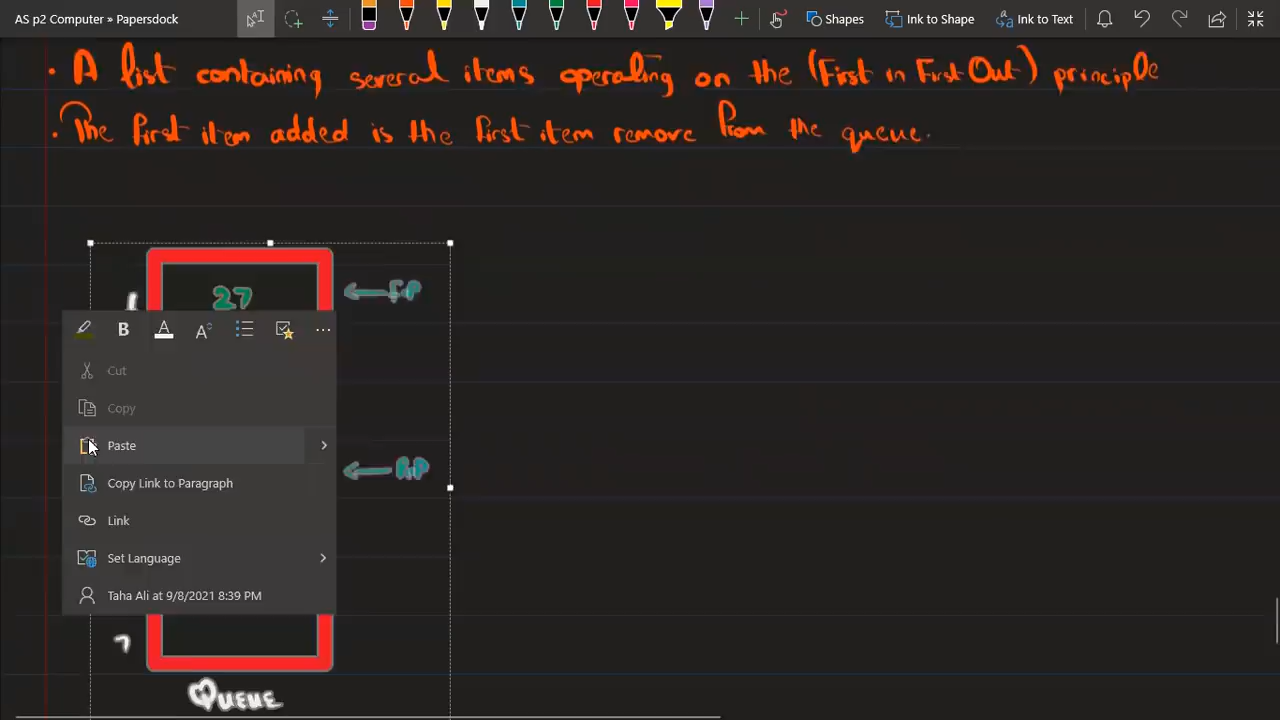 AS p2 Computer » Papersdock
Shapes
Ink to Shape
Ink to Text
• A list containing several items operating on the (First in First Out) principle
• The first item added is the first item remove from the queue.
1
27
F.P
B
A
A
Cut
Copy
Paste
R.P
Copy Link to Paragraph
Link
Set Language
Taha Ali at 9/8/2021 8:39 PM
7
Queue